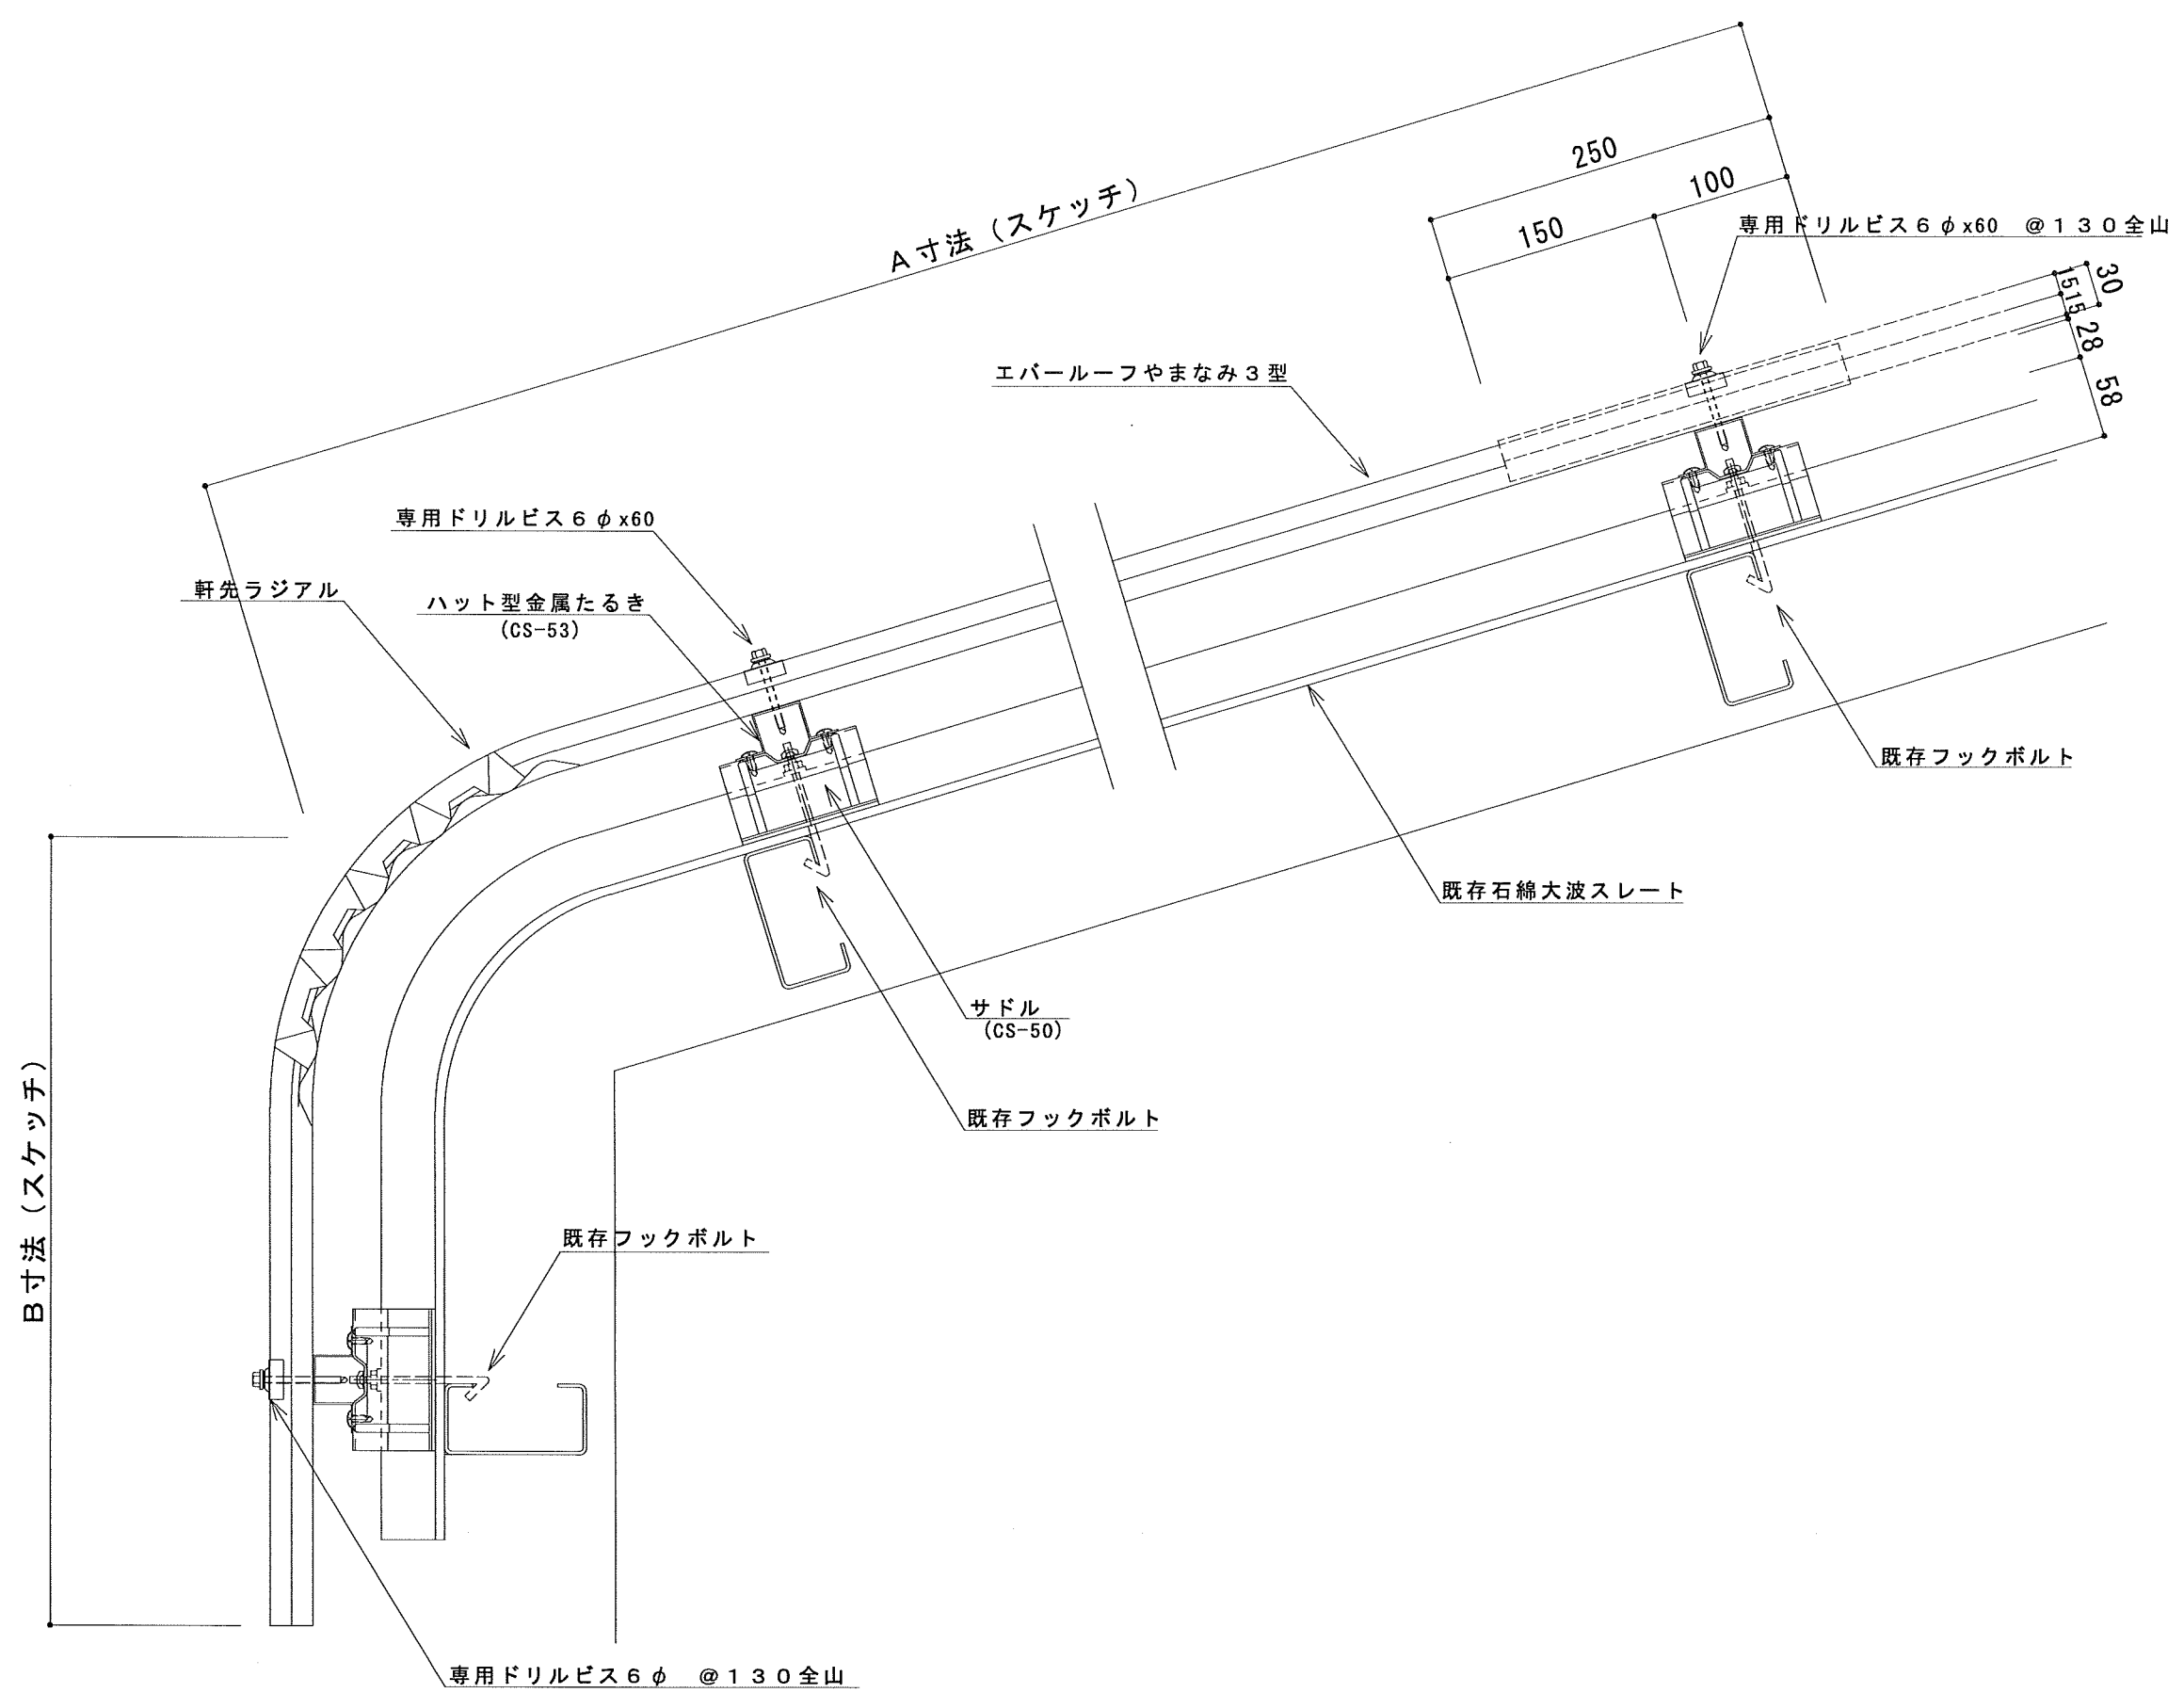 A寸法(スケッチ)
250
100
150
専用ドリルビス6φx60 @130全山
30
15
15
28
58
エバールーフやまなみ3型
専用ドリルビス6φx60
軒先ラジアル
ハット型金属たるき
(CS-53)
既存フックボルト
既存石綿大波スレート
サドル
(CS-50)
既存フックボルト
B寸法(スケッチ)
既存フックボルト
専用ドリルビス6φ @130全山